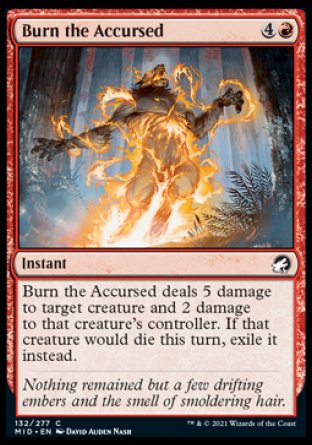 Burn the Accursed 4
Instant
Burn the Accursed deals 5 damage
to target creature and 2 damage
to that creature's controller. If that
creature would die this turn, exile it
instead.
Nothing remained but a few drifting
embers and the smell of smoldering hair.
132/277 C
MID • EN David Auden Nash
™ & © 2021 Wizards of the Coast